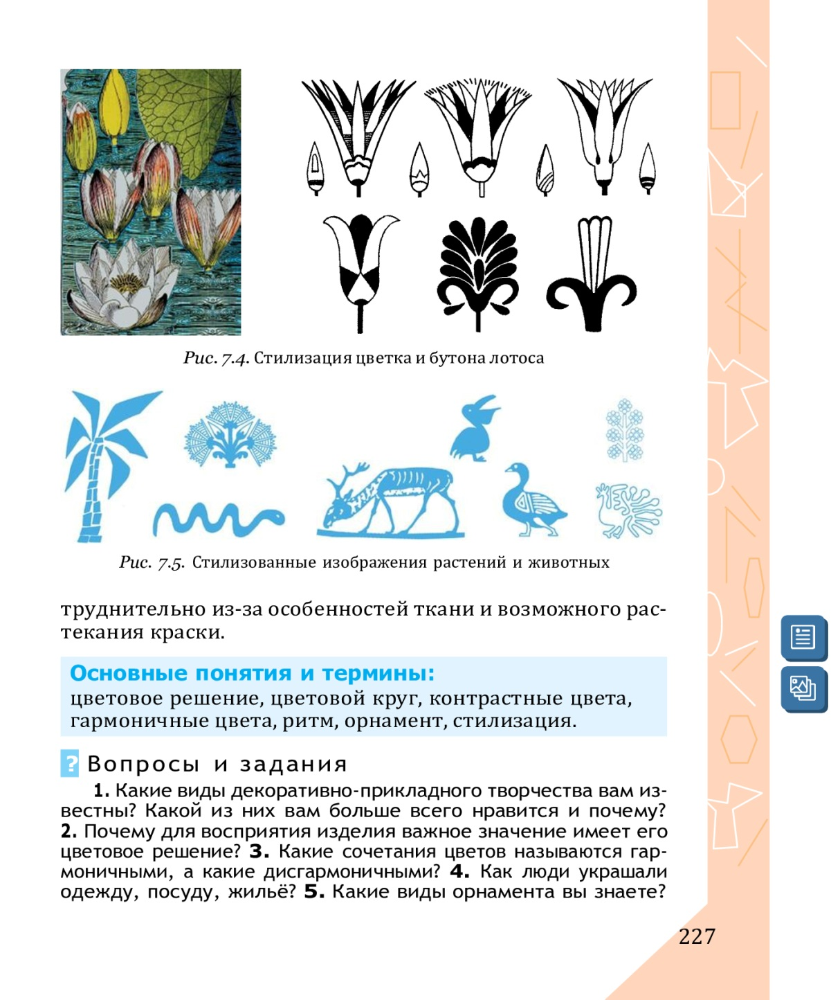 Рис. 7.4. Стилизация цветка и бутона лотоса
Рис. 7.5. Стилизованные изображения растений и животных
труднительно из-за особенностей ткани и возможного рас-
текания краски.
Основные понятия и термины:
цветовое решение, цветовой круг, контрастные цвета,
гармоничные цвета, ритм, орнамент, стилизация.
? Вопросы и задания
1. Какие виды декоративно-прикладного творчества вам из-
вестны? Какой из них вам больше всего нравится и почему?
2. Почему для восприятия изделия важное значение имеет его
цветовое решение? 3. Какие сочетания цветов называются гар-
моничными, а какие дисгармоничными? 4. Как люди украшали
одежду, посуду, жильё? 5. Какие виды орнамента вы знаете?
227